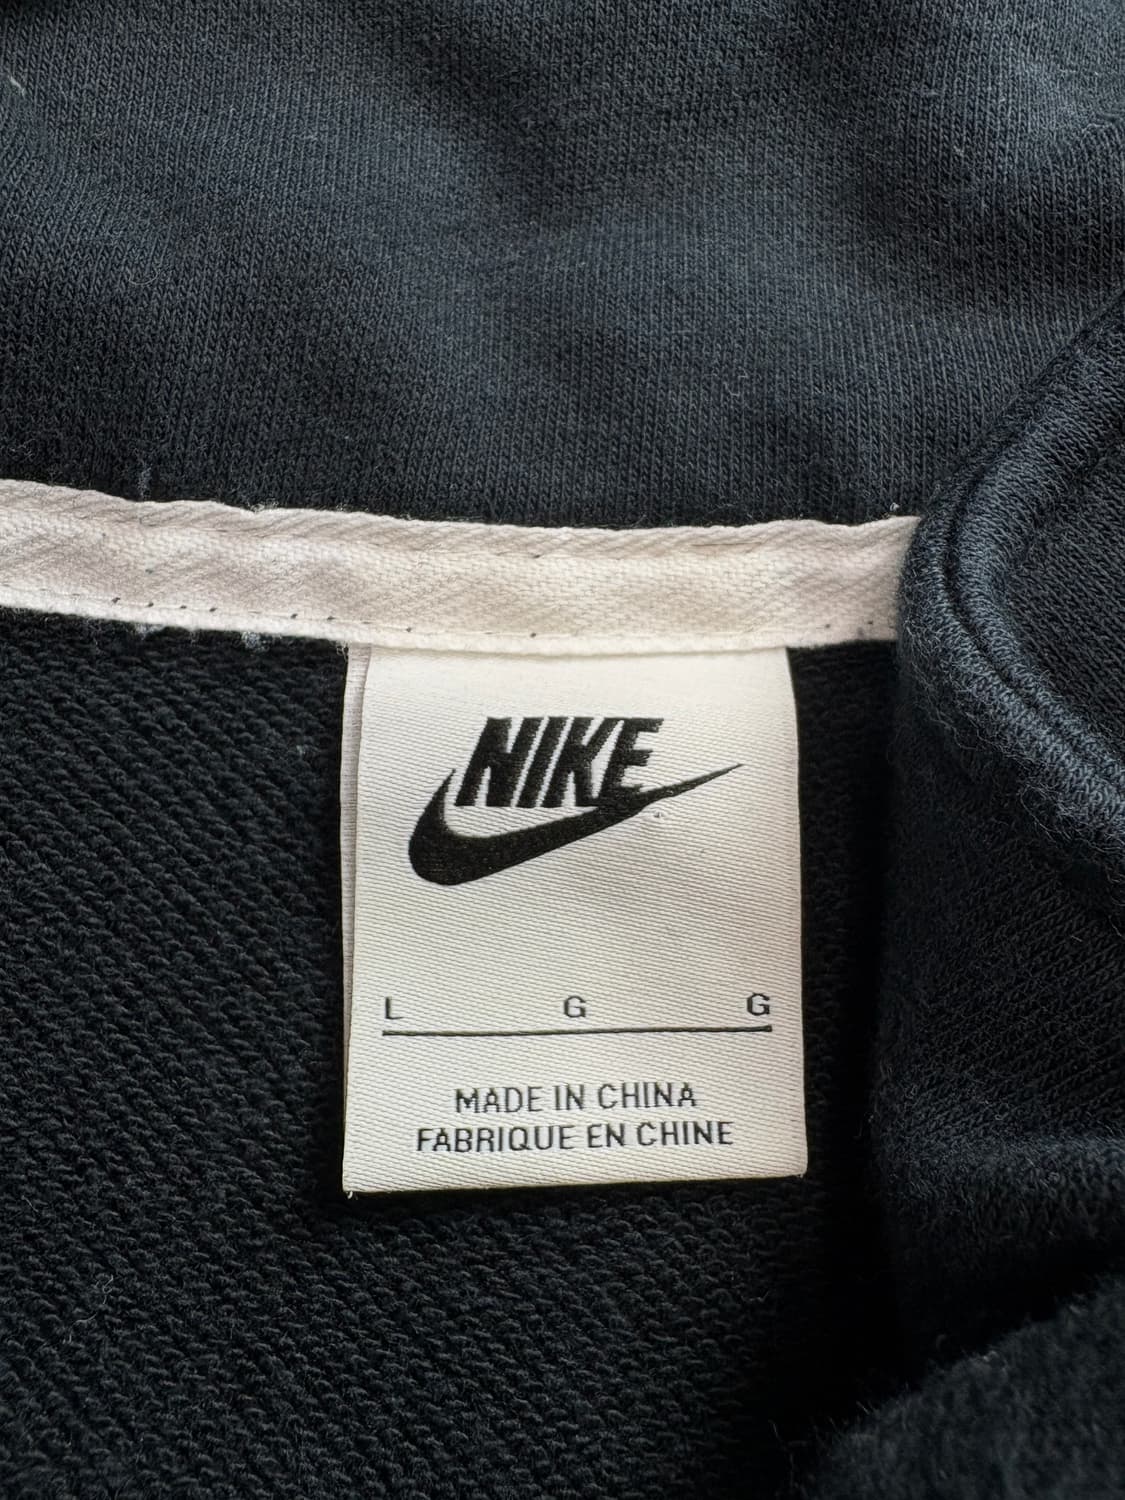 NIKE
L G G
MADE IN CHINA
FABRIQUE EN CHINE